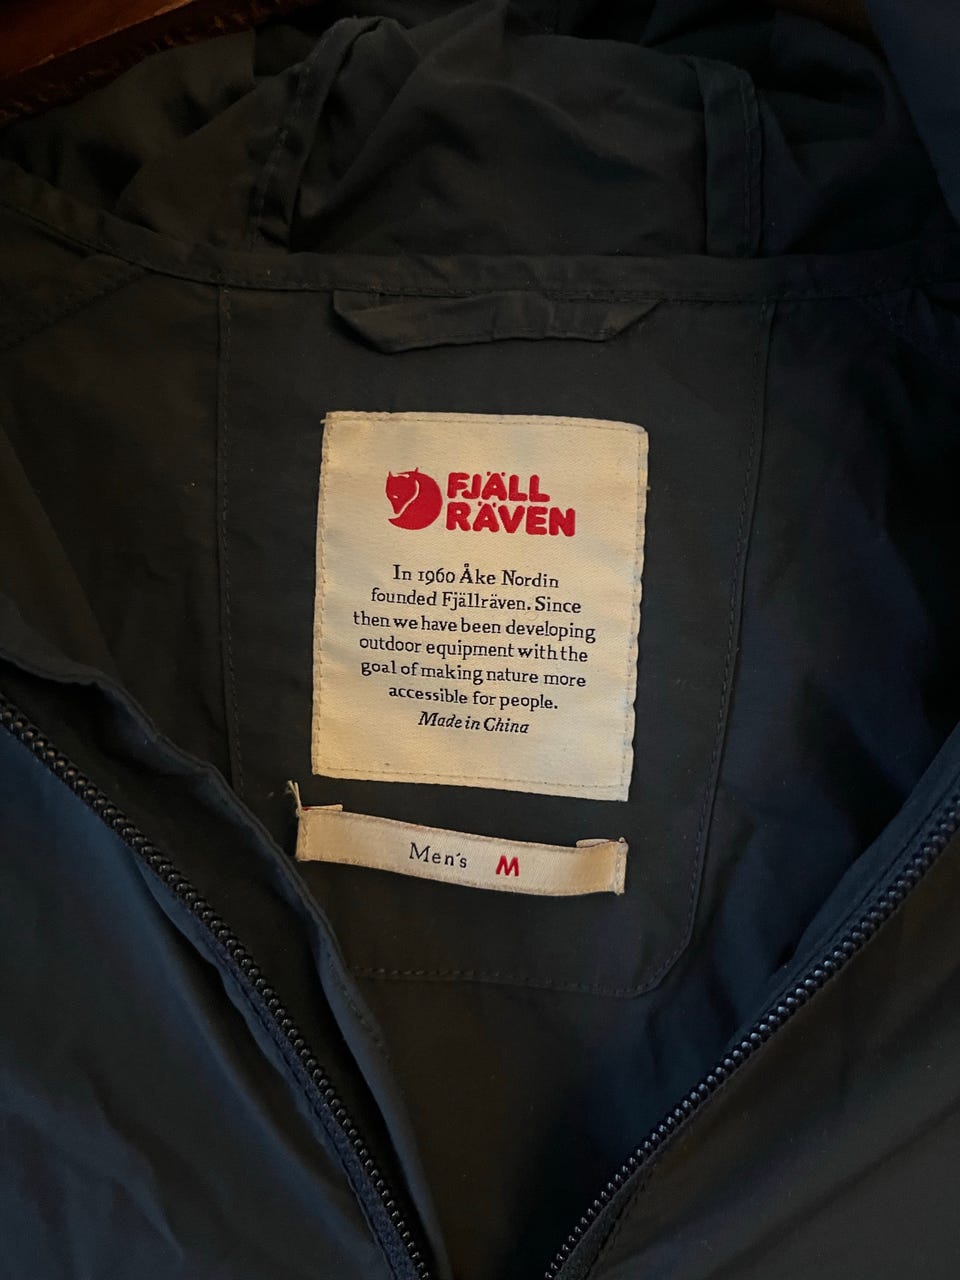 FJÄLL
RÄVEN
In 1960 Åke Nordin
founded Fjällräven. Since
then we have been developing
outdoor equipment with the
goal of making nature more
accessible for people.
Made in China
Men's M